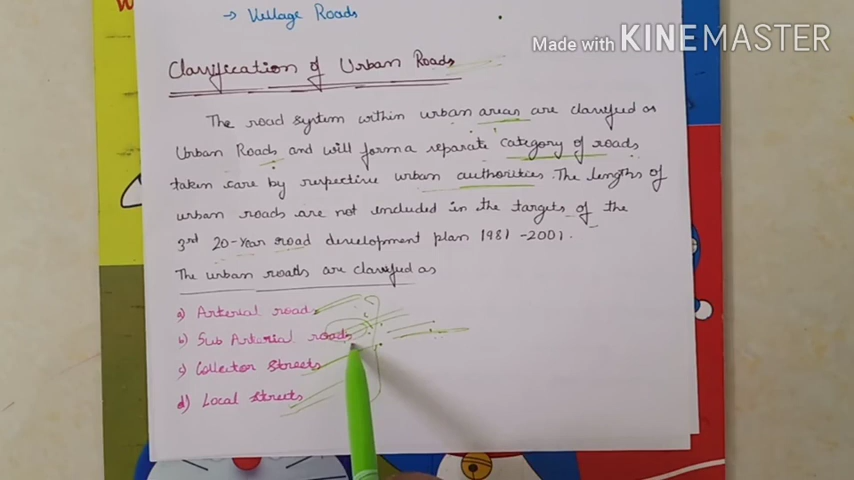 → Village Roads
Made with KINEMASTER
Classification of Urban Roads
The road system within urban areas are classified as
Urban Roads and will form a separate category of roads
taken care by respective urban authorities. The lengths of
urban roads are not included in the targets of the
3rd 20-Year road development plan 1981-2001.
The urban roads are classified as
a) Arterial roads
b) Sub Arterial roads
c) Collector Streets
d) Local Streets